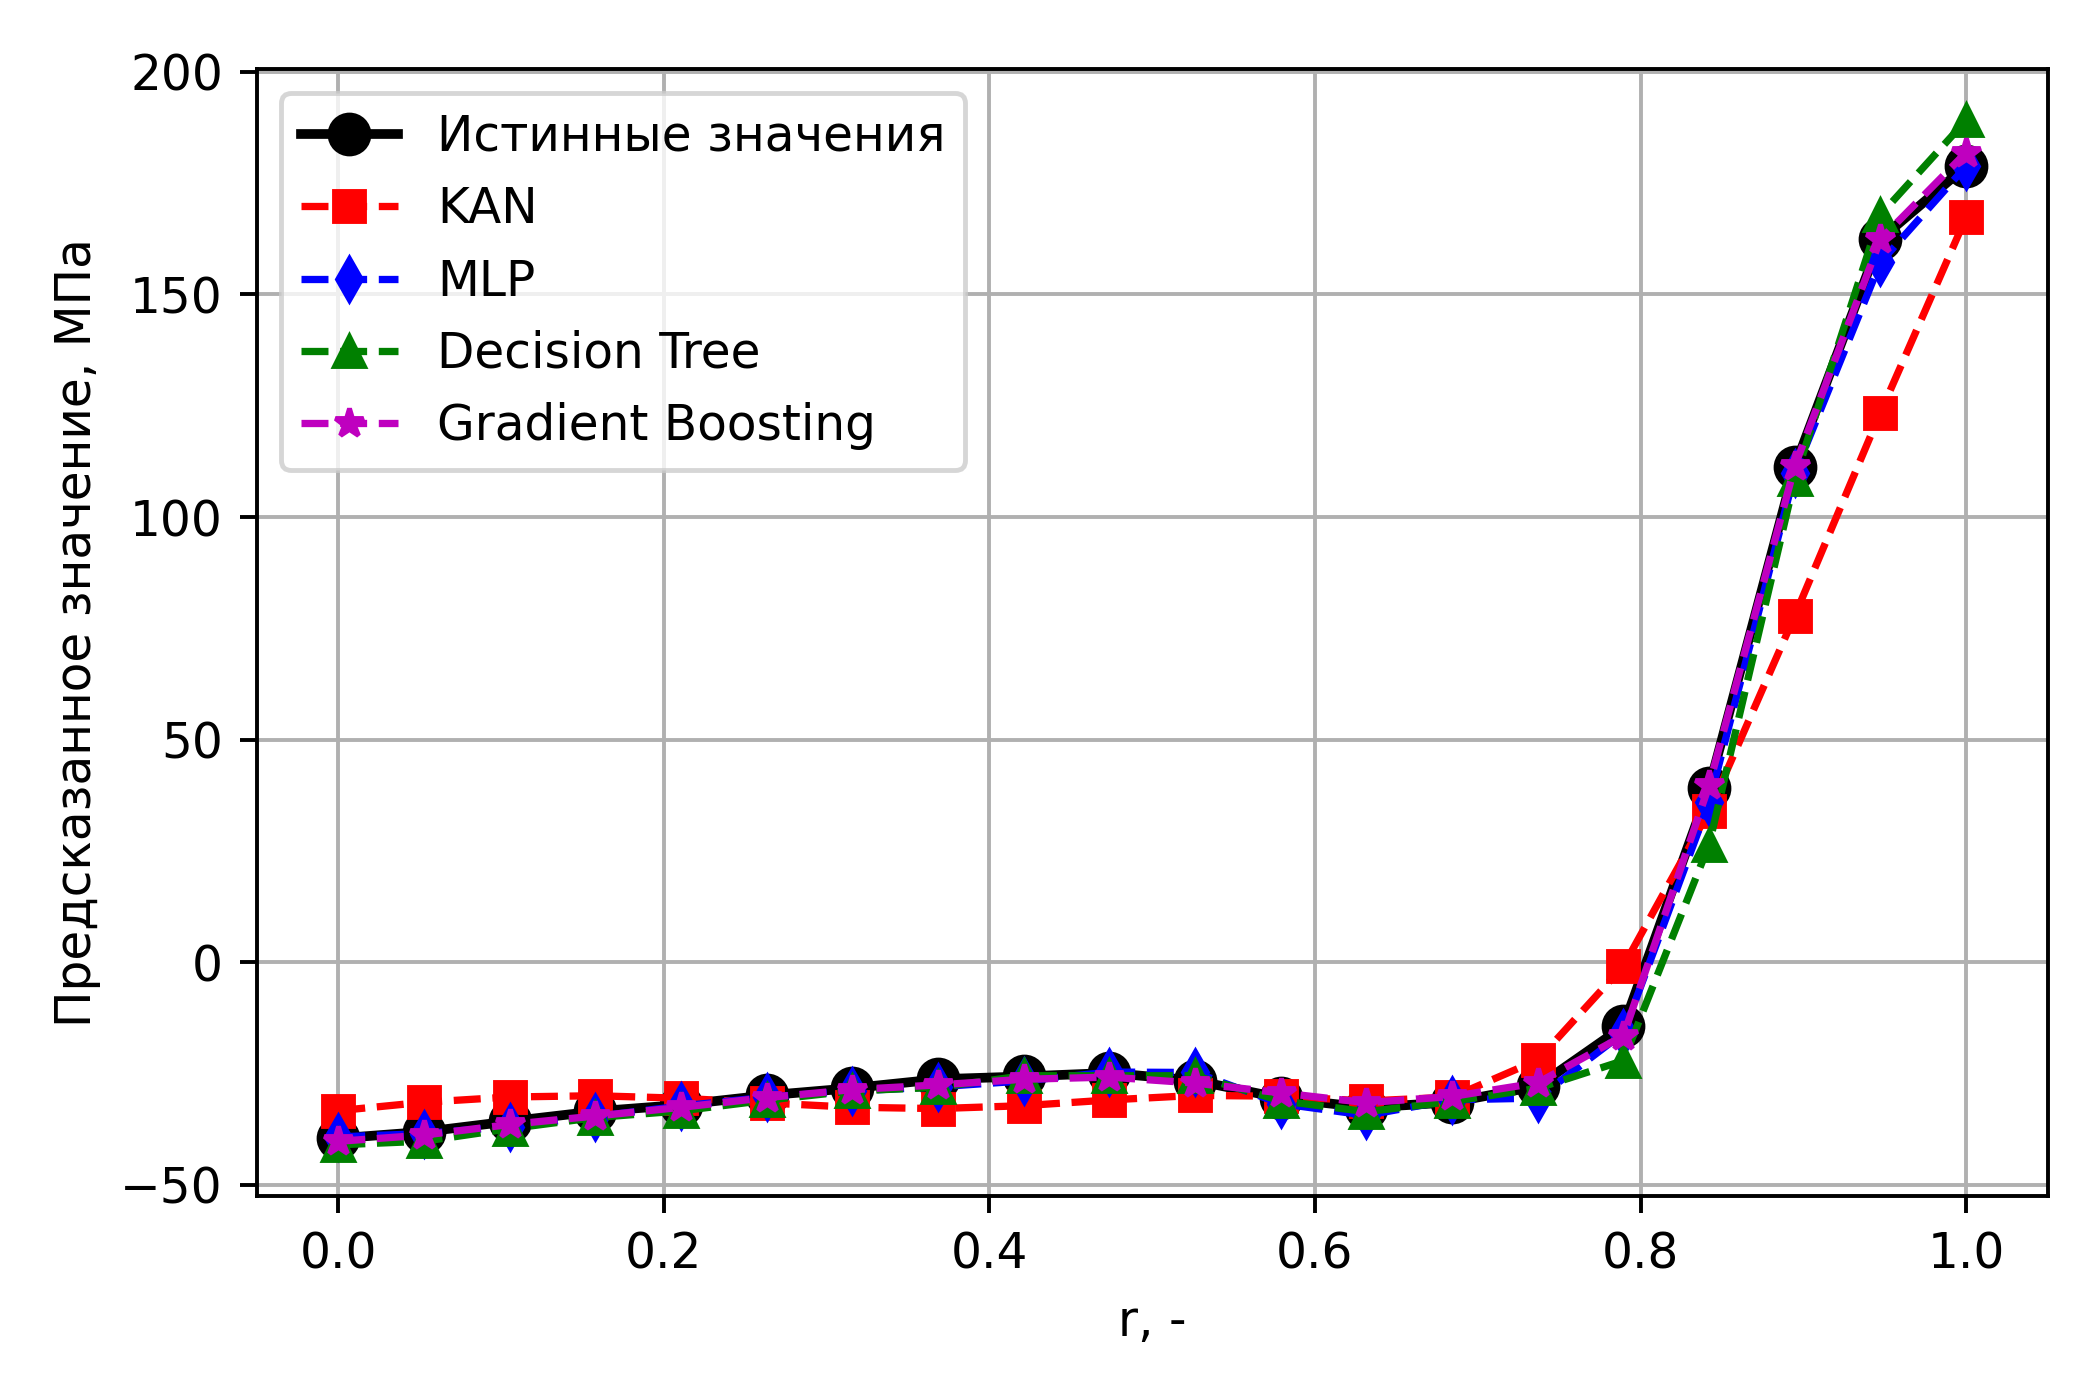 200
150
100
50
0
−50
Предсказанное значение, МПа
Истинные значения
KAN
MLP
Decision Tree
Gradient Boosting
0.0 0.2 0.4 0.6 0.8 1.0
r, -